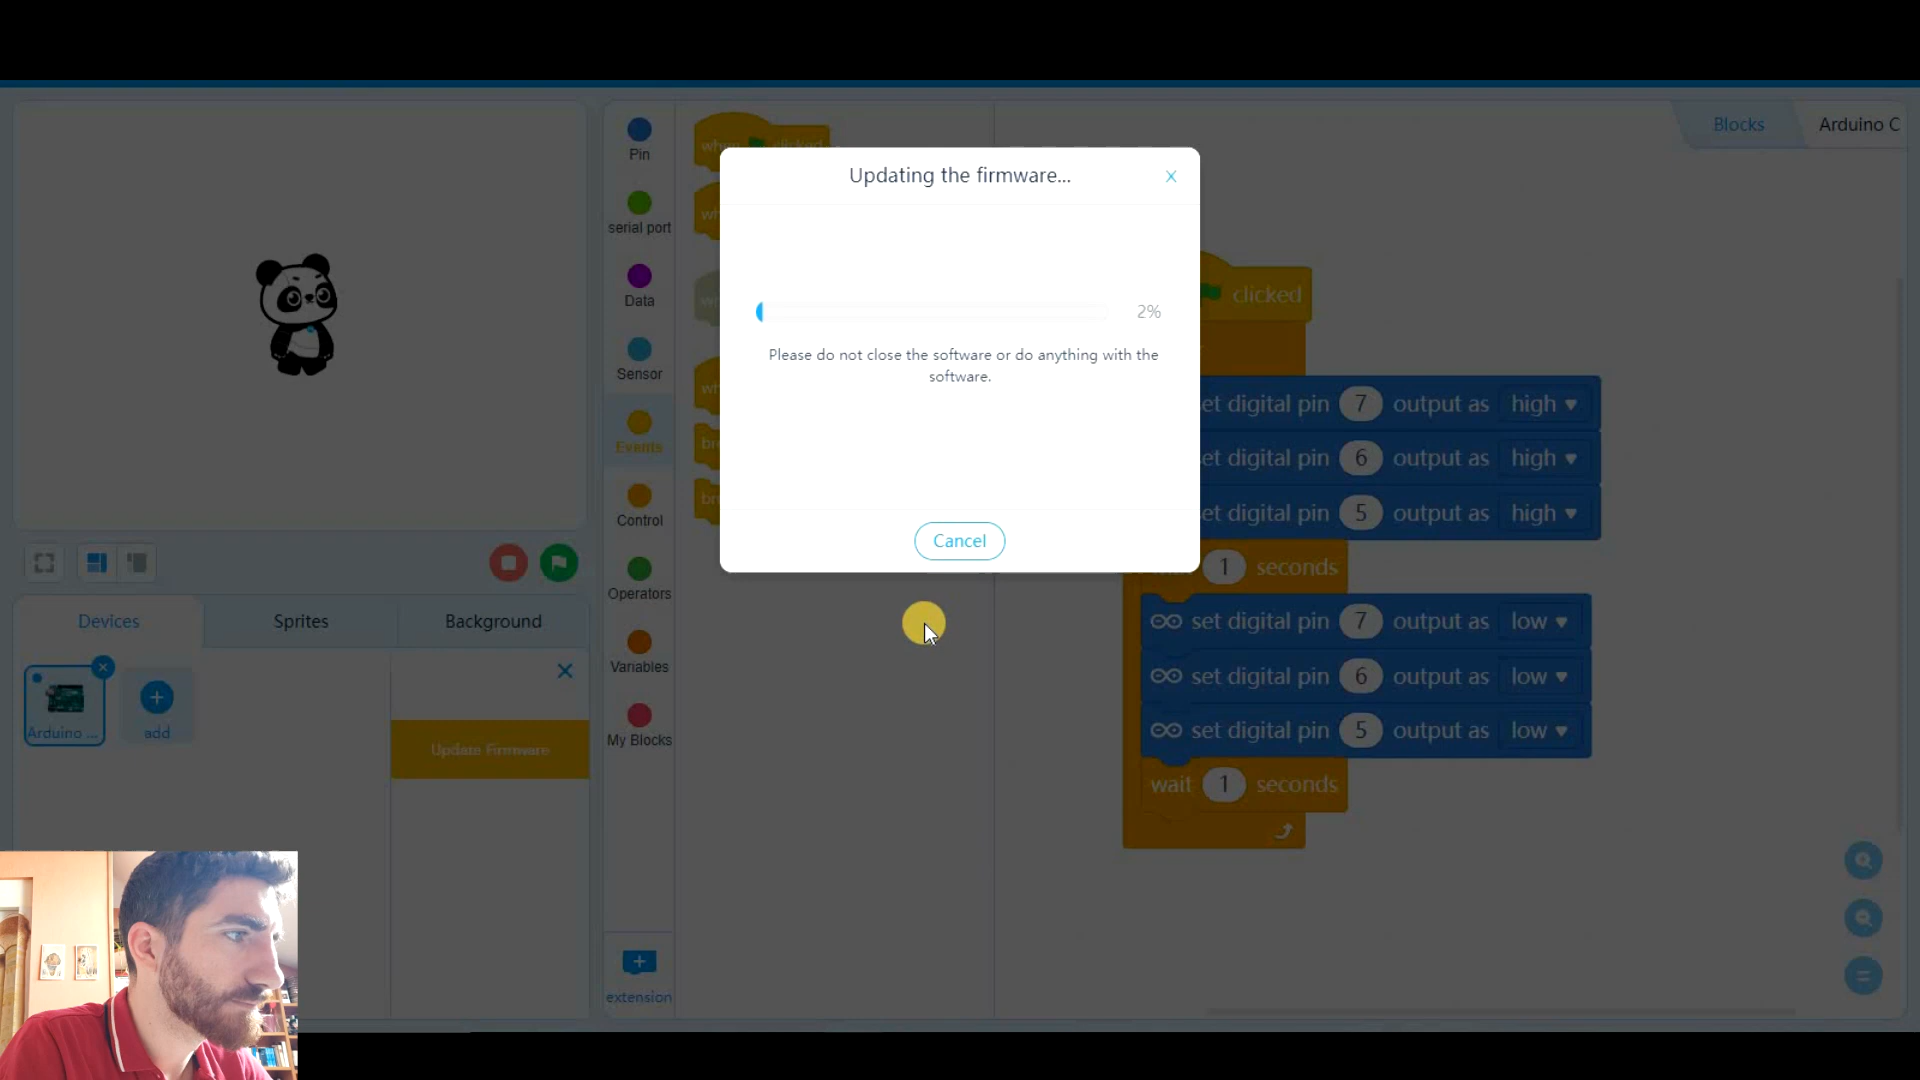 Blocks
Arduino C
Pin
serial port
Data
Sensor
Events
Control
Operators
Variables
My Blocks
extension
clicked
Updating the firmware...
x
2%
Please do not close the software or do anything with the
software.
Cancel
clicked
et digital pin 7 output as high
et digital pin 6 output as high
et digital pin 5 output as high
1 seconds
set digital pin 7 output as low
set digital pin 6 output as low
set digital pin 5 output as low
wait 1 seconds
Devices
Sprites
Background
Arduino ...
add
Update Firmware